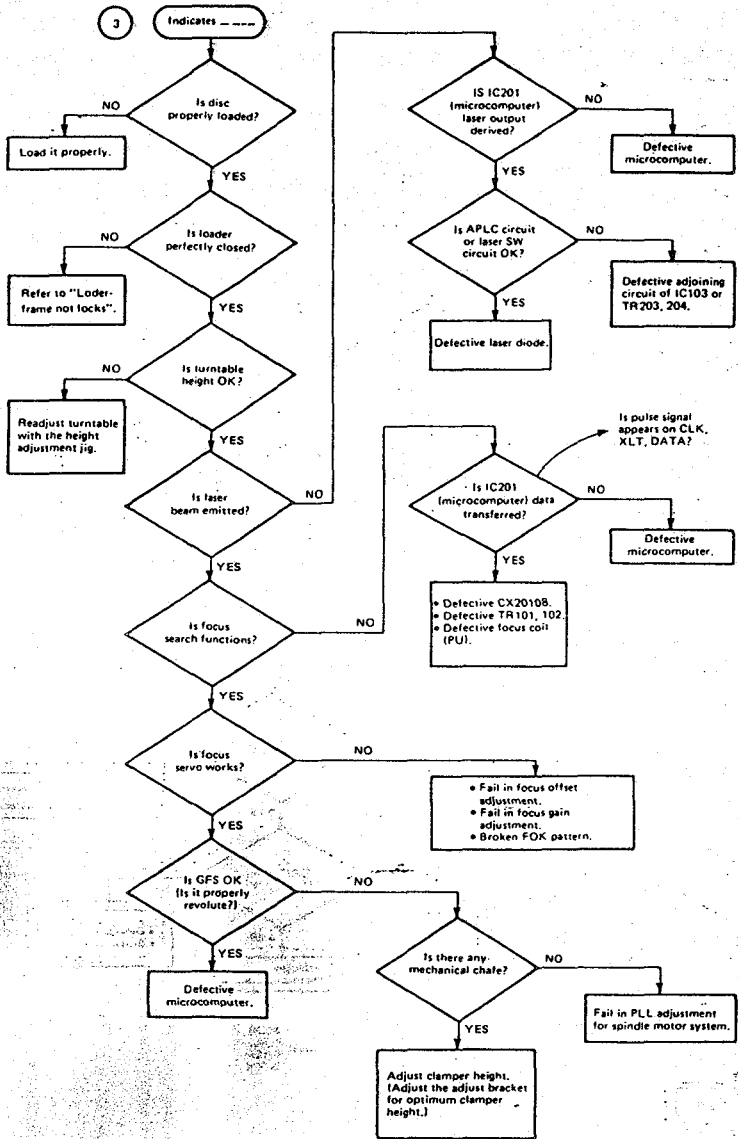 3
Indicates ----
Is disc
properly loaded?
NO
Load it properly.
YES
Is loader
perfectly closed?
NO
Refer to "Loder-
frame not locks".
YES
Is turntable
height OK?
NO
Readjust turntable
with the height
adjustment jig.
YES
Is laser
beam emitted?
NO
YES
IS IC201
(microcomputer)
laser output
derived?
NO
Defective
microcomputer.
YES
Is APLC circuit
or laser SW
circuit OK?
NO
Defective adjoining
circuit of IC103 or
TR203, 204.
YES
Defective laser diode.
Is focus
search functions?
NO
YES
Is pulse signal
appears on CLK,
XLT, DATA?
Is IC201
(microcomputer) data
transferred?
NO
Defective
microcomputer.
YES
• Defective CX20108.
• Defective TR101, 102.
• Defective focus coil
(PU).
Is focus
servo works?
NO
• Fail in focus offset
adjustment.
• Fail in focus gain
adjustment.
• Broken FOK pattern.
YES
Is GFS OK
(Is it properly
revolute?)
NO
YES
Defective
microcomputer.
Is there any
mechanical chafe?
NO
Fail in PLL adjustment
for spindle motor system.
YES
Adjust clamper height.
(Adjust the adjust bracket
for optimum clamper
height.)